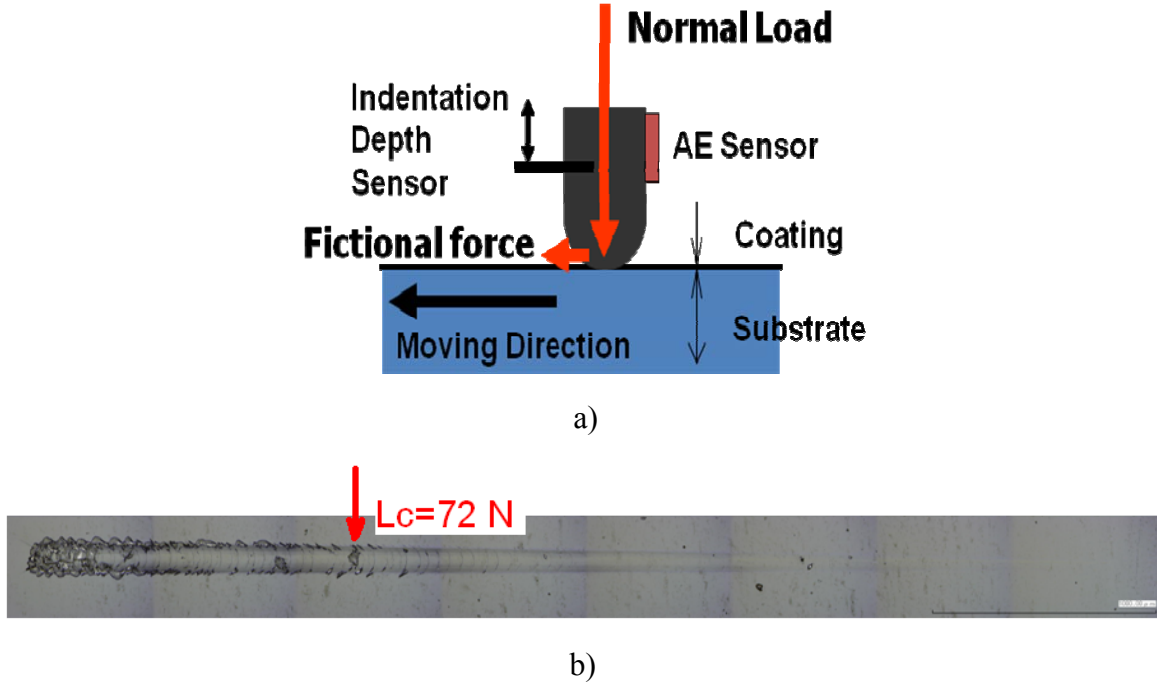 Normal Load
Indentation
Depth
Sensor
AE Sensor
Fictional force
Coating
Moving Direction
Substrate
a)
Lc=72 N
b)